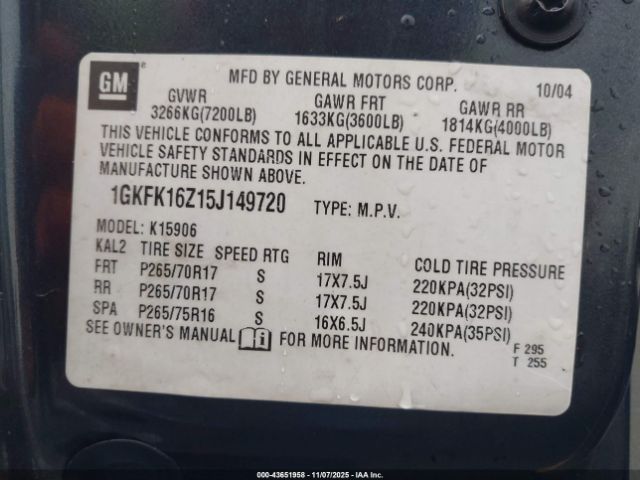 GM
MFD BY GENERAL MOTORS CORP. 10/04
GVWR GAWR FRT GAWR RR
3266KG(7200LB) 1633KG(3600LB) 1814KG(4000LB)
THIS VEHICLE CONFORMS TO ALL APPLICABLE U.S. FEDERAL MOTOR
VEHICLE SAFETY STANDARDS IN EFFECT ON THE DATE OF
MANUFACTURE SHOWN ABOVE.
1GKFK16Z15J149720 TYPE: M.P.V.
MODEL: K15906
KAL2 TIRE SIZE SPEED RTG RIM COLD TIRE PRESSURE
FRT P265/70R17 S 17X7.5J 220KPA(32PSI)
RR P265/70R17 S 17X7.5J 220KPA(32PSI)
SPA P265/75R16 S 16X6.5J 240KPA(35PSI)
SEE OWNER'S MANUAL FOR MORE INFORMATION.
F 295
T 255
000-43651958 - 11/07/2025 - IAA Inc.